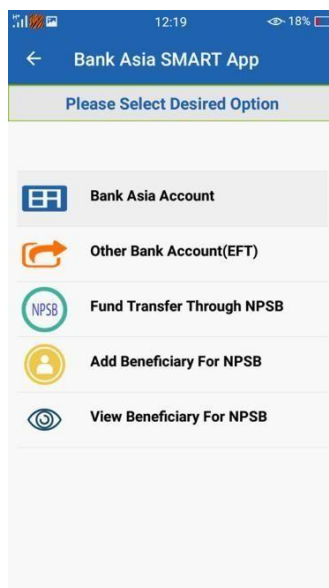 12:19
18%
Bank Asia SMART App
Please Select Desired Option
Bank Asia Account
Other Bank Account(EFT)
NPSB
Fund Transfer Through NPSB
Add Beneficiary For NPSB
View Beneficiary For NPSB